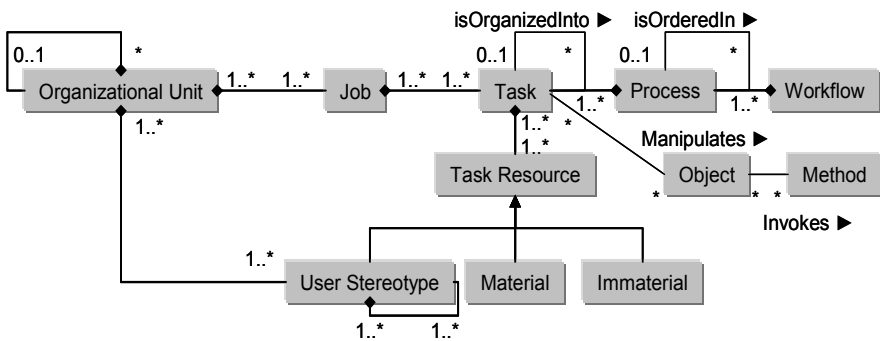 isOrganizedInto ►
isOrderedIn ►
0..1
*
0..1
*
0..1
*
Organizational Unit
1..*
1..*
Job
1..*
1..*
Task
1..*
Process
1..*
Workflow
1..*
1..*
*
1..*
Manipulates ►
Task Resource
Object
Method
*
*
*
Invokes ►
1..*
User Stereotype
Material
Immaterial
1..*
1..*